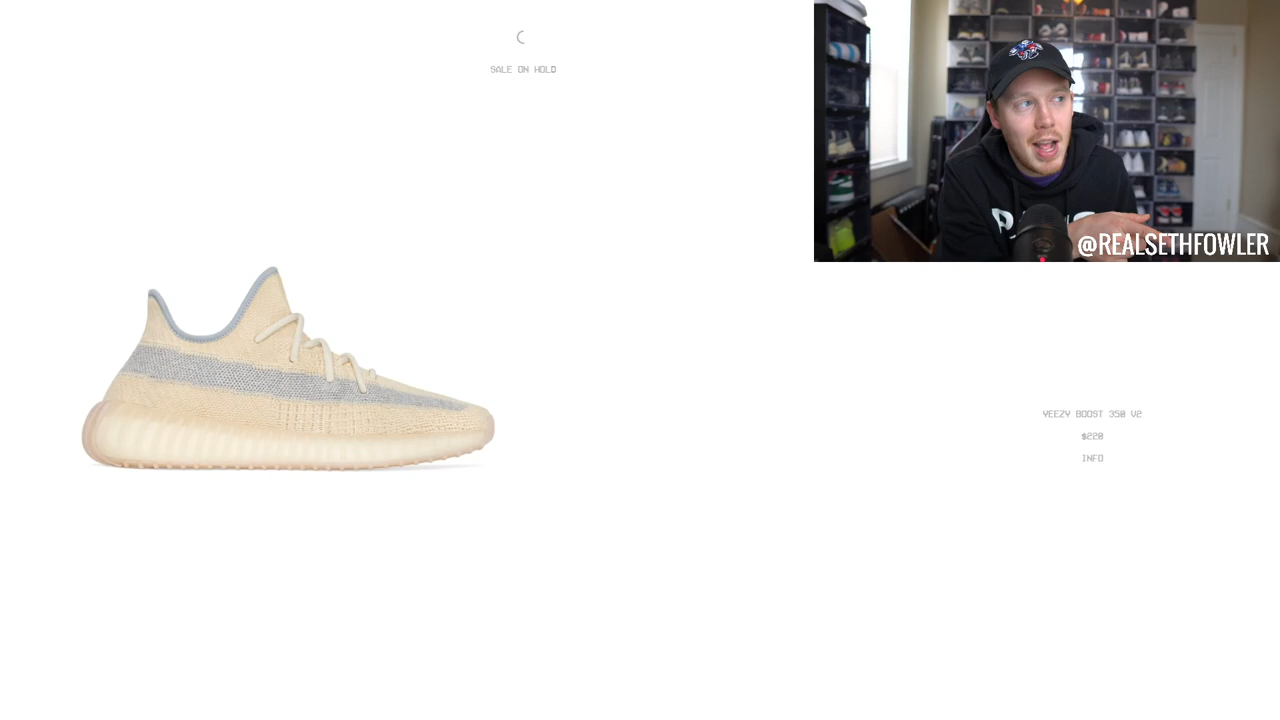 SALE ON HOLD
@REALSETHFOWLER
YEEZY BOOST 350 V2
$220
INFO